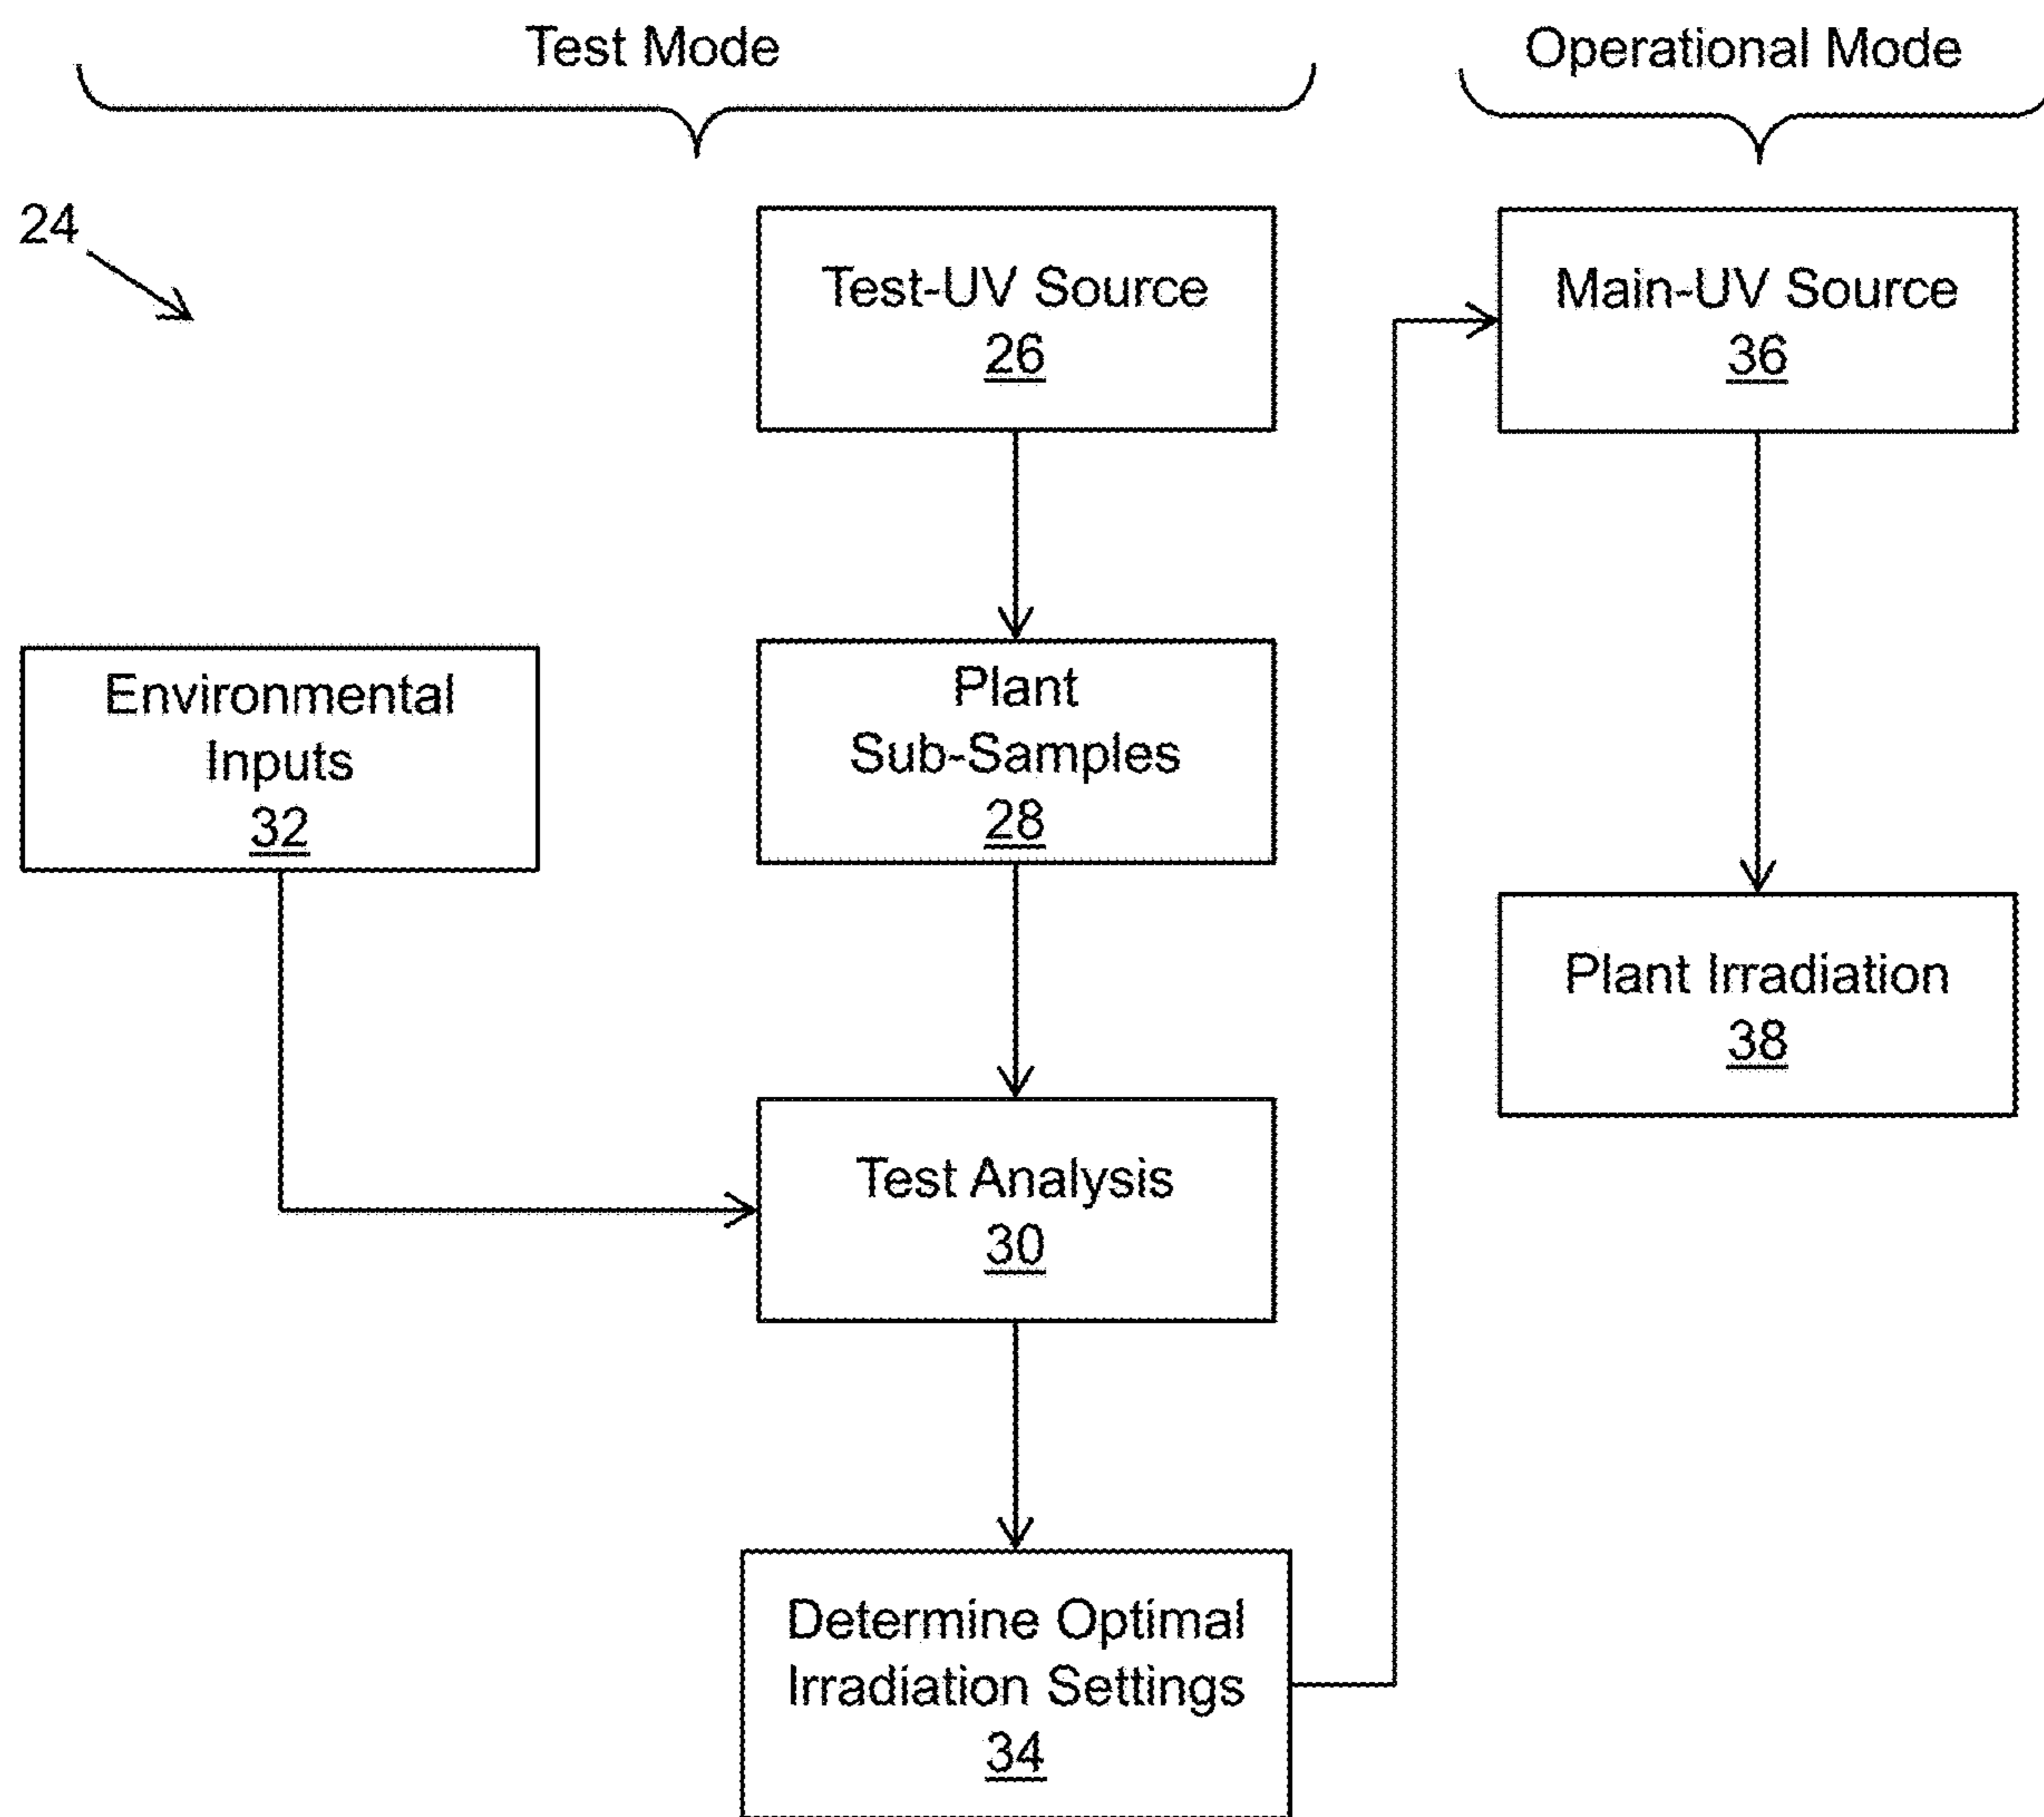 Test Mode
Operational Mode
24
Test-UV Source
26
Main-UV Source
36
Environmental
Inputs
32
Plant
Sub-Samples
28
Plant Irradiation
38
Test Analysis
30
Determine Optimal
Irradiation Settings
34